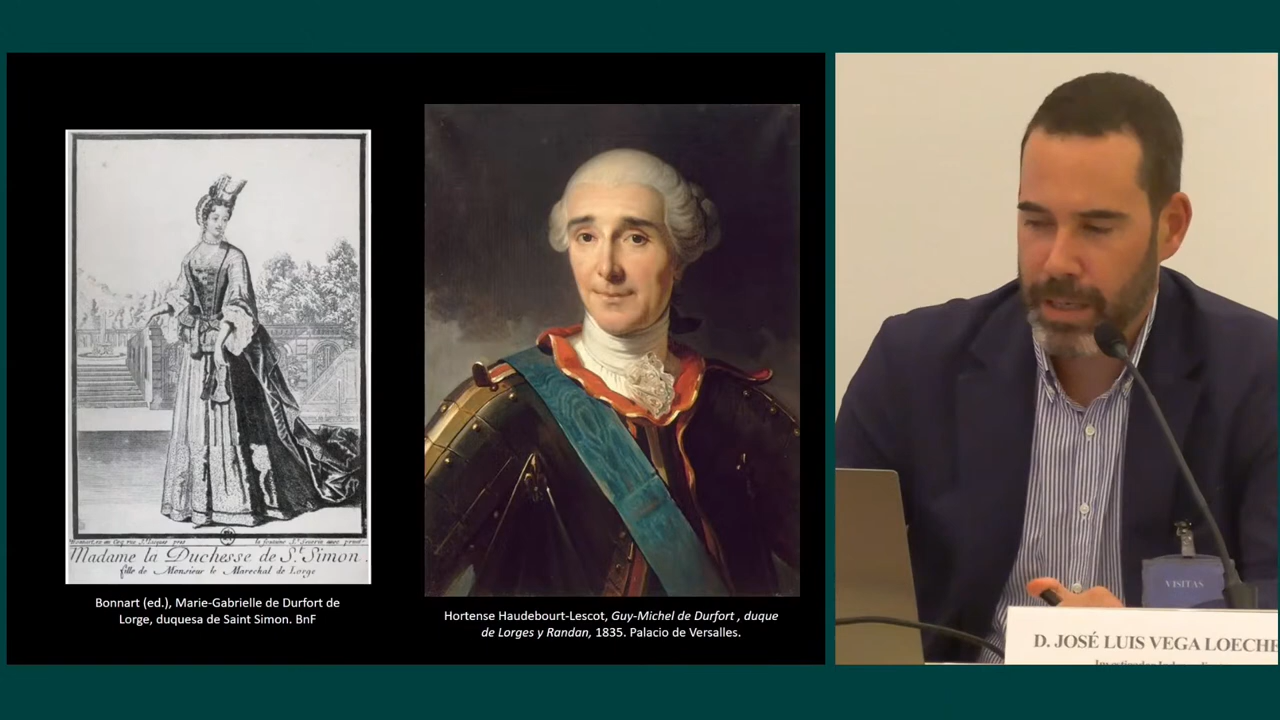 Madame la Duchesse de S.t Simon.
fille de Monsieur le Marechal de Lorge
Bonnart (ed.), Marie-Gabrielle de Durfort de
Lorge, duquesa de Saint Simon. BnF
Hortense Haudebourt-Lescot, Guy-Michel de Durfort , duque
de Lorges y Randan, 1835. Palacio de Versalles.
VISITAS
D. JOSÉ LUIS VEGA LOECHE